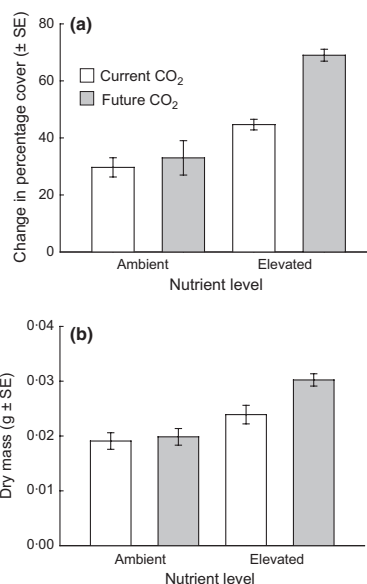 (a)
Change in percentage cover (± SE)
80
60
40
20
0
Current CO₂
Future CO₂
Ambient
Elevated
Nutrient level
(b)
Dry mass (g ± SE)
0·04
0·03
0·02
0·01
0·00
Ambient
Elevated
Nutrient level